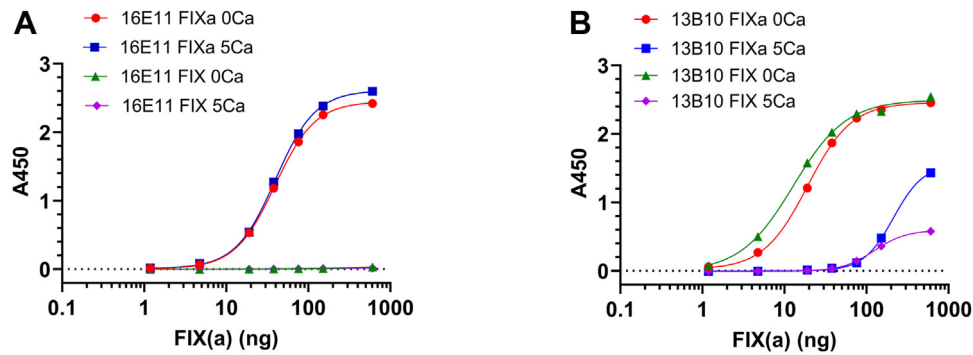 A
16E11 FIXa 0Ca
16E11 FIXa 5Ca
16E11 FIX 0Ca
16E11 FIX 5Ca
3
2
1
0
A450
0.1
1
10
100
1000
FIX(a) (ng)
B
13B10 FIXa 0Ca
13B10 FIXa 5Ca
13B10 FIX 0Ca
13B10 FIX 5Ca
3
2
1
0
A450
0.1
1
10
100
1000
FIX(a) (ng)